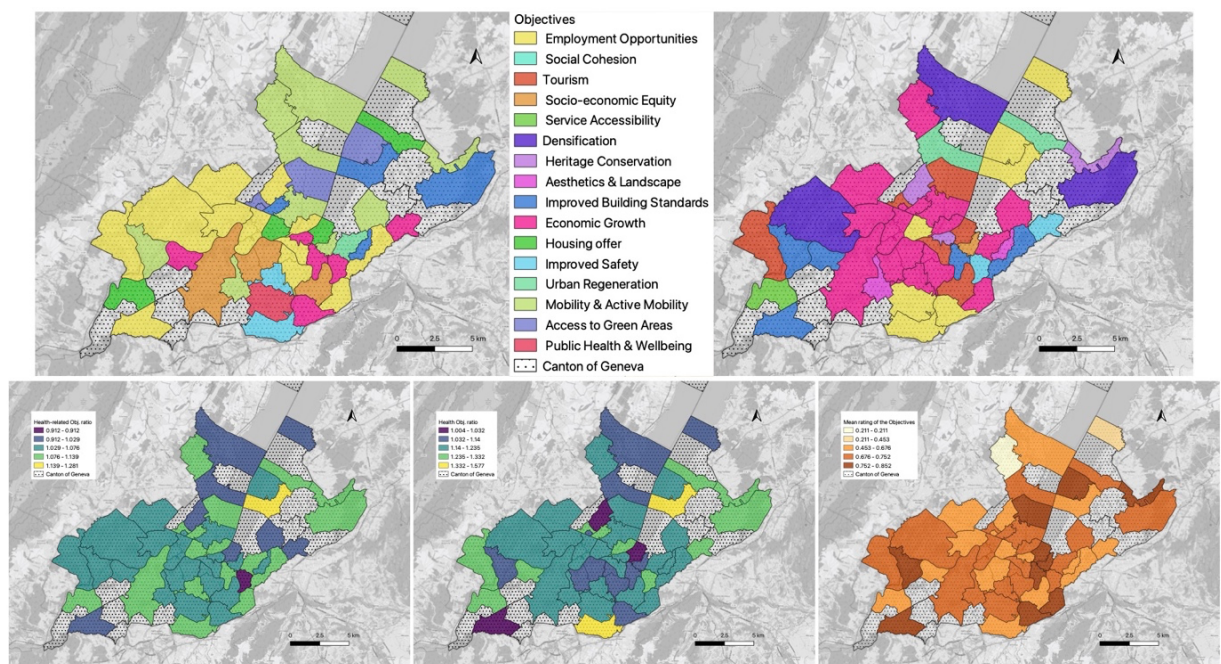 Objectives
Employment Opportunities
Social Cohesion
Tourism
Socio-economic Equity
Service Accessibility
Densification
Heritage Conservation
Aesthetics & Landscape
Improved Building Standards
Economic Growth
Housing offer
Improved Safety
Urban Regeneration
Mobility & Active Mobility
Access to Green Areas
Public Health & Wellbeing
Canton of Geneva
0 2.5 5 km
0 2.5 5 km
Health-related Obj. ratio
0.912 - 0.912
0.912 - 1.029
1.029 - 1.076
1.076 - 1.139
1.139 - 1.281
Canton of Geneva
0 2.5 5 km
Health Obj. ratio
1.004 - 1.032
1.032 - 1.14
1.14 - 1.235
1.235 - 1.332
1.332 - 1.577
Canton of Geneva
0 2.5 5 km
Mean rating of the Objectives
0.211 - 0.211
0.211 - 0.453
0.453 - 0.676
0.676 - 0.752
0.752 - 0.852
Canton of Geneva
0 2.5 5 km